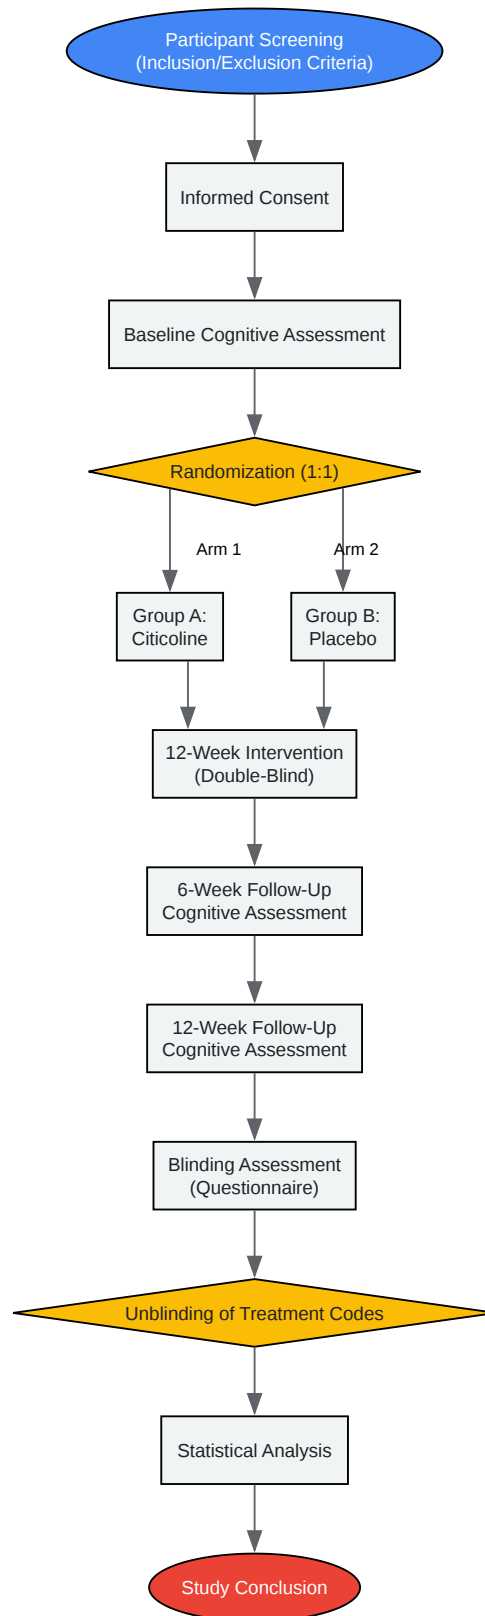 Participant Screening
(Inclusion/Exclusion Criteria)
Informed Consent
Baseline Cognitive Assessment
Randomization (1:1)
Arm 1
Arm 2
Group A:
Citicoline
Group B:
Placebo
12-Week Intervention
(Double-Blind)
6-Week Follow-Up
Cognitive Assessment
12-Week Follow-Up
Cognitive Assessment
Blinding Assessment
(Questionnaire)
Unblinding of Treatment Codes
Statistical Analysis
Study Conclusion